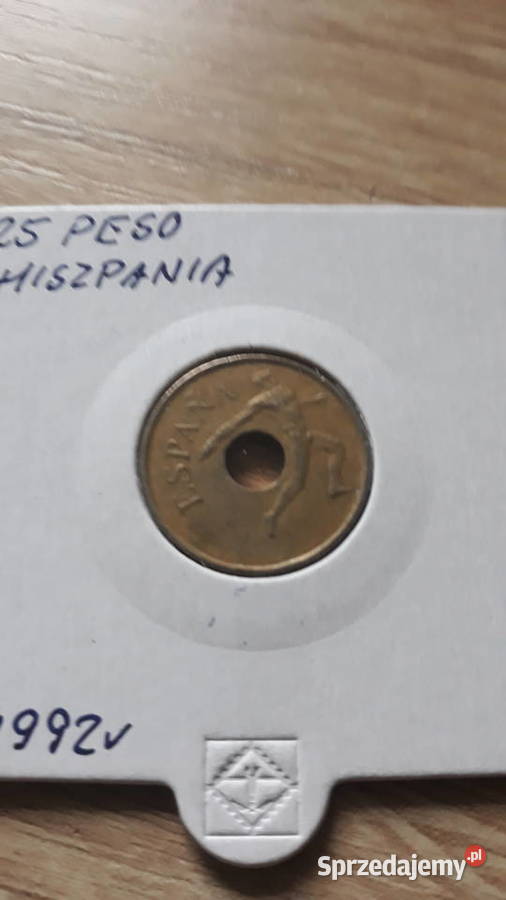 25 PESO
HISZPANIA
ESPAÑA
1992r
Sprzedajemy.pl